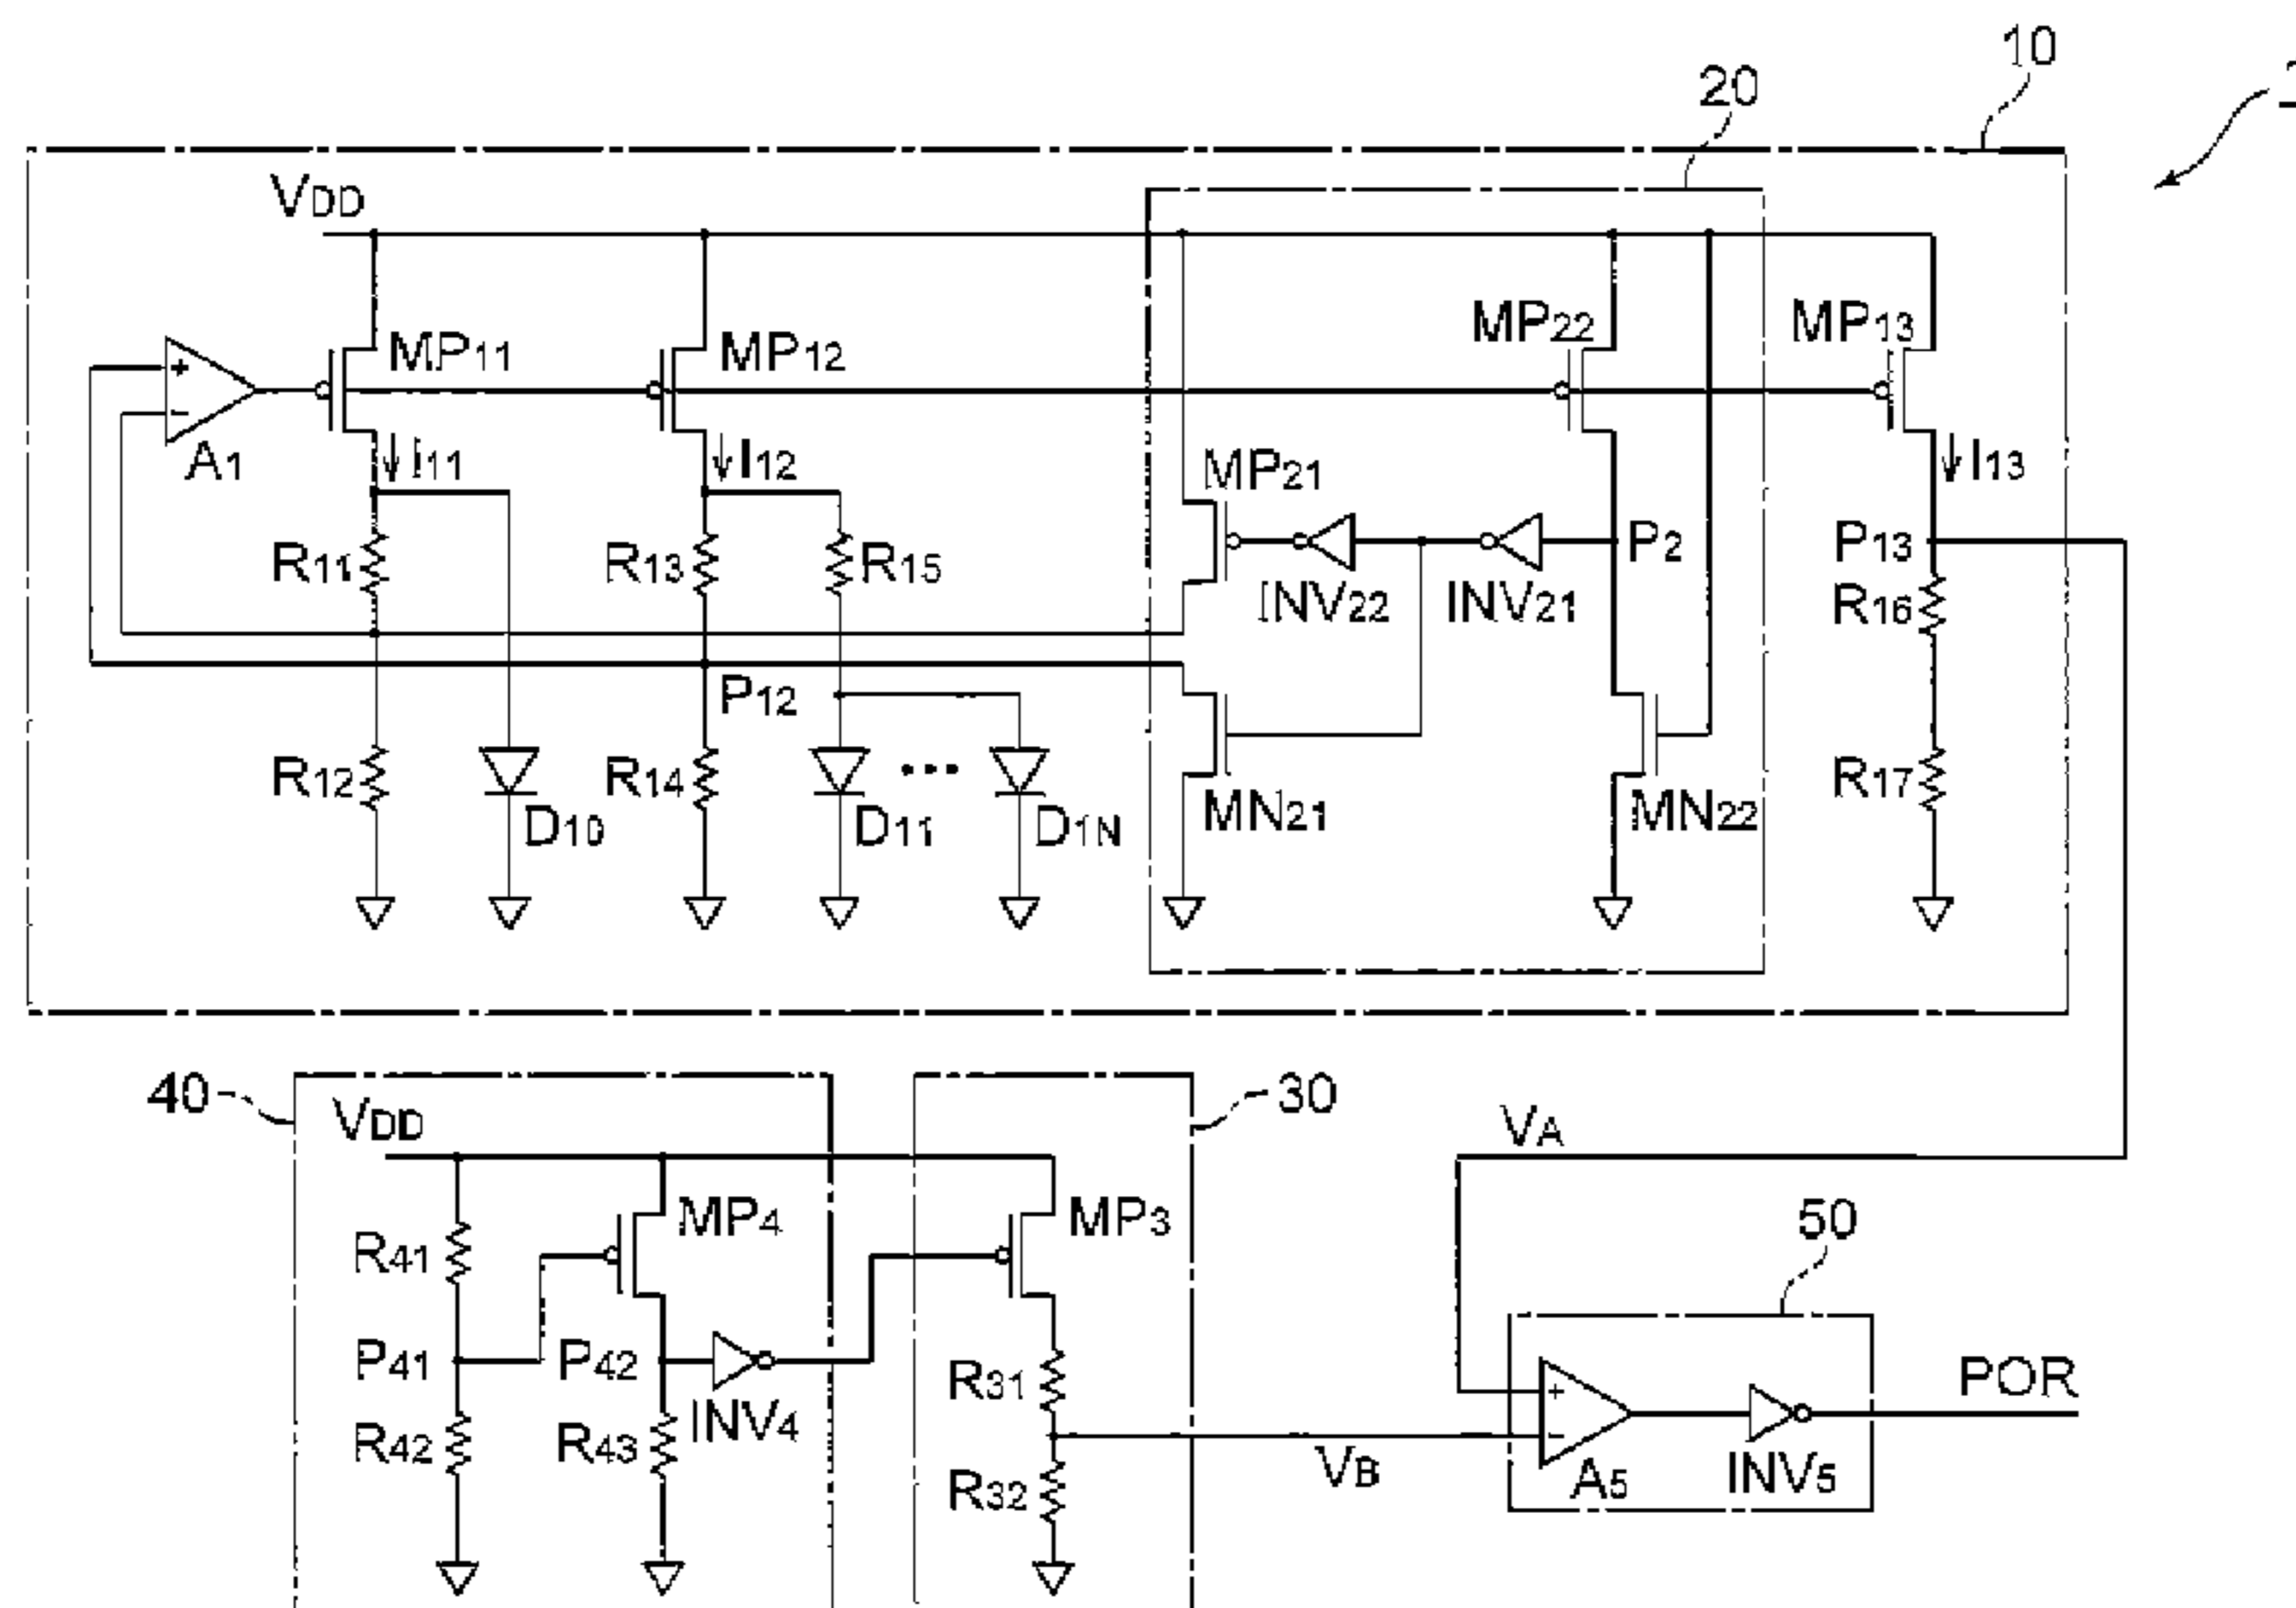 10
20
VDD
MP22
MP13
MP11
MP12
+
-
A1
I11
I12
MP21
I13
R11
R13
R15
INV22
INV21
P2
P13
R16
P12
R12
D10
R14
D11
D1N
MN21
MN22
R17
40
VDD
30
VA
R41
MP4
MP3
50
P41
P42
R31
+
-
POR
R42
R43
INV4
R32
VB
A5
INV5